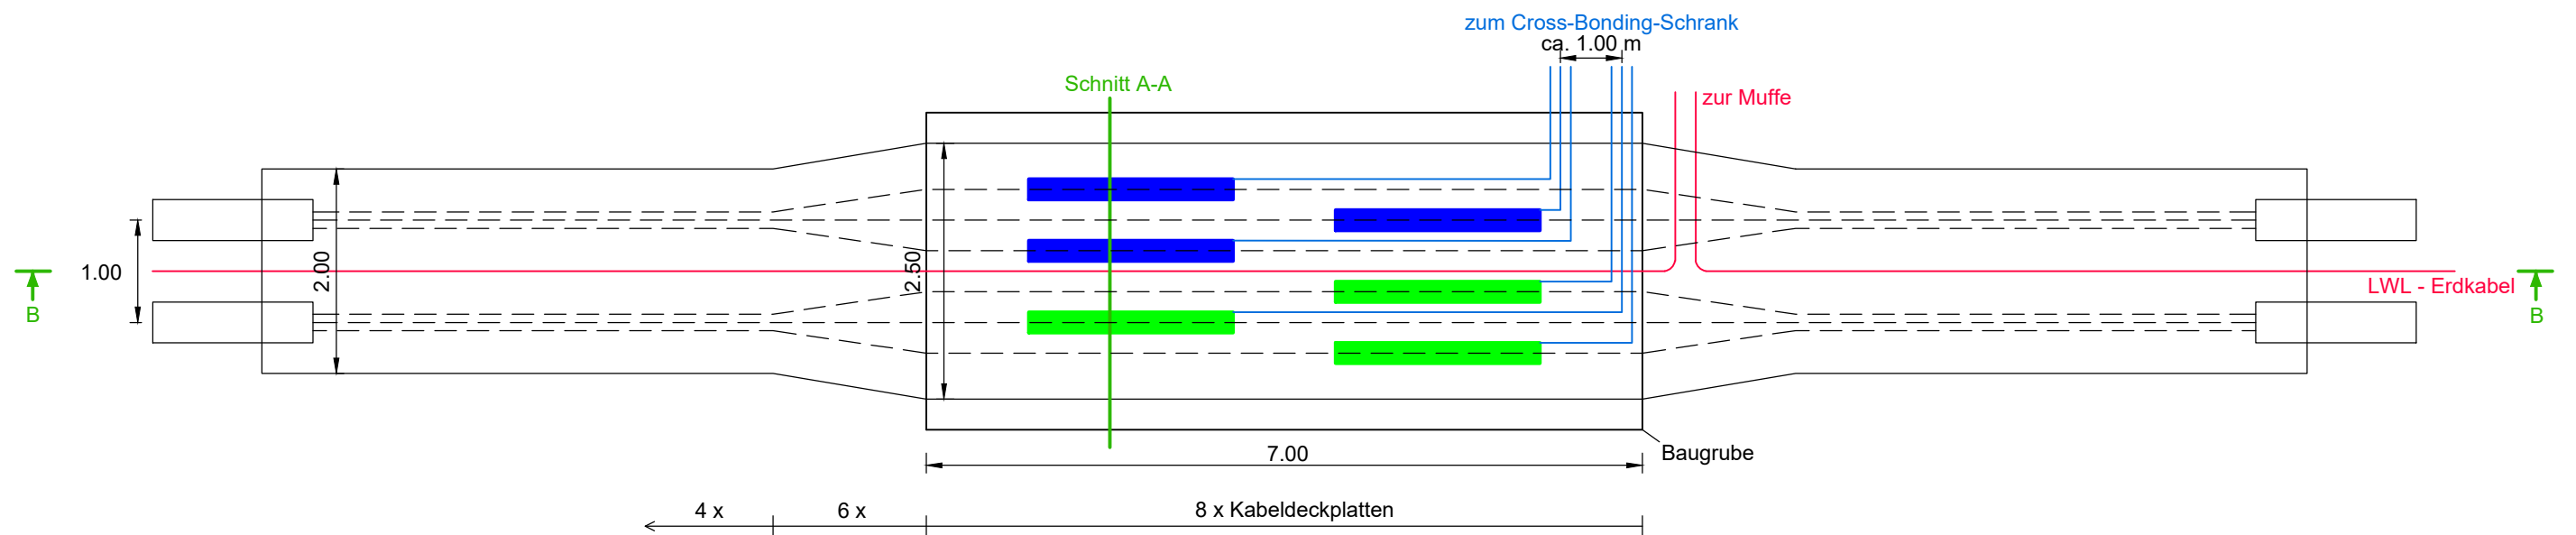 zum Cross-Bonding-Schrank
ca. 1.00 m
Schnitt A-A
zur Muffe
1.00
2.00
2.50
LWL - Erdkabel
B
B
7.00
Baugrube
4 x
6 x
8 x Kabeldeckplatten